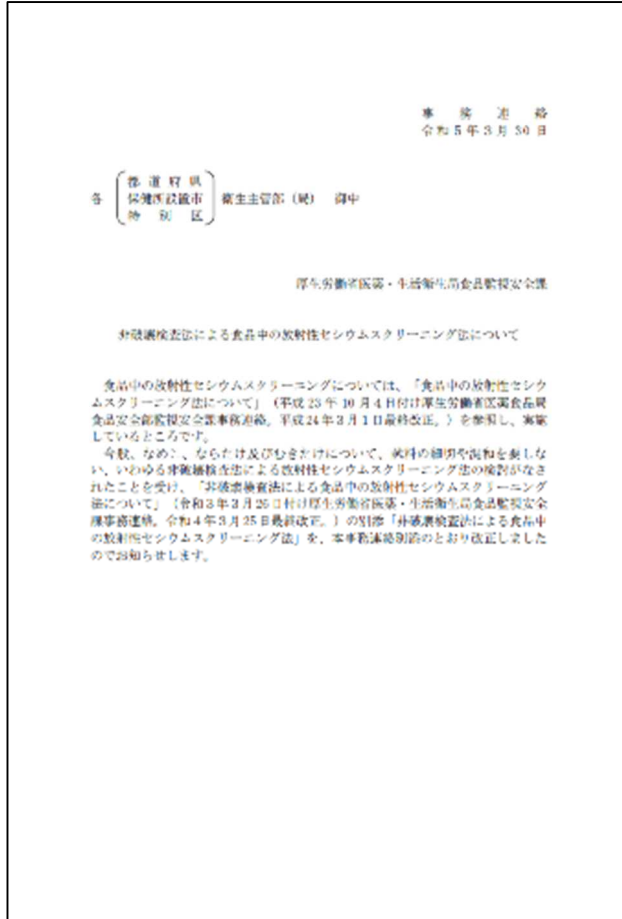 事務連絡
令和5年3月30日
都道府県
各 保健所設置市 衛生主管部（局） 御中
特別区
厚生労働省医薬・生活衛生局食品監視安全課
非破壊検査法による食品中の放射性セシウムスクリーニング法について
食品中の放射性セシウムスクリーニングについては、「食品中の放射性セシウ
ムスクリーニング法について」（平成23年10月4日付け厚生労働省医薬食品局
食品安全部監視安全課事務連絡。平成24年3月1日最終改正。）を参照し、実施
しているところです。
今般、なめこ、ならたけ及びむきたけについて、試料の細切や混和を要しな
い、いわゆる非破壊検査法による放射性セシウムスクリーニング法の検討がなさ
れたことを受け、「非破壊検査法による食品中の放射性セシウムスクリーニング
法について」（令和3年3月26日付け厚生労働省医薬・生活衛生局食品監視安全
課事務連絡。令和4年3月25日最終改正。）の別添「非破壊検査法による食品中
の放射性セシウムスクリーニング法」を、本事務連絡別添のとおり改正しました
のでお知らせします。